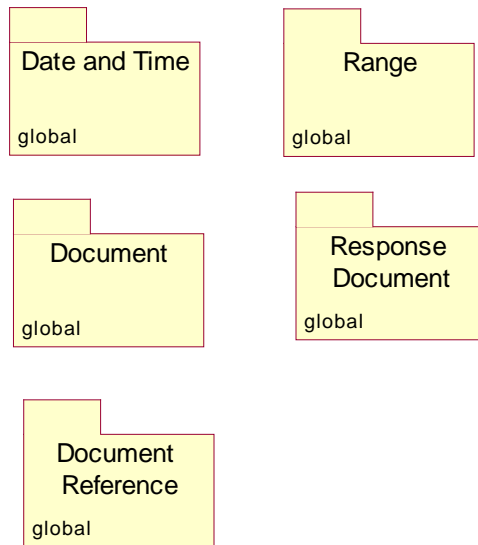 Date and Time
global
Range
global
Document
global
Response
Document
global
Document
Reference
global